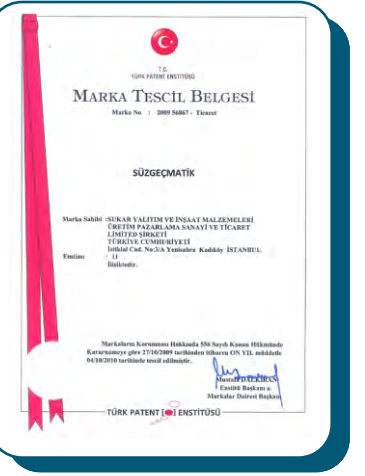 T.C.
TÜRK PATENT ENSTİTÜSÜ
MARKA TESCİL BELGESİ
Marka No : 2009 56867 - Ticaret
SÜZGEÇMATİK
Marka Sahibi :SUKAR YALITIM VE İNŞAAT MALZEMELERİ
ÜRETİM PAZARLAMA SANAYİ VE TİCARET
LİMİTED ŞİRKETİ
TÜRKİYE CUMHURİYETİ
İstiklal Cad. No:3/A Yenisahra Kadıköy İSTANBUL
Emtiası : 11
İlişiktedir.
Markaların Korunması Hakkında 556 Sayılı Kanun Hükmünde
Kararnameye göre 27/10/2009 tarihinden itibaren ON YIL müddetle
04/10/2010 tarihinde tescil edilmiştir.
Mustafa
Enstitü Başkanı a.
Markalar Dairesi Başkanı
TÜRK PATENT ENSTİTÜSÜ